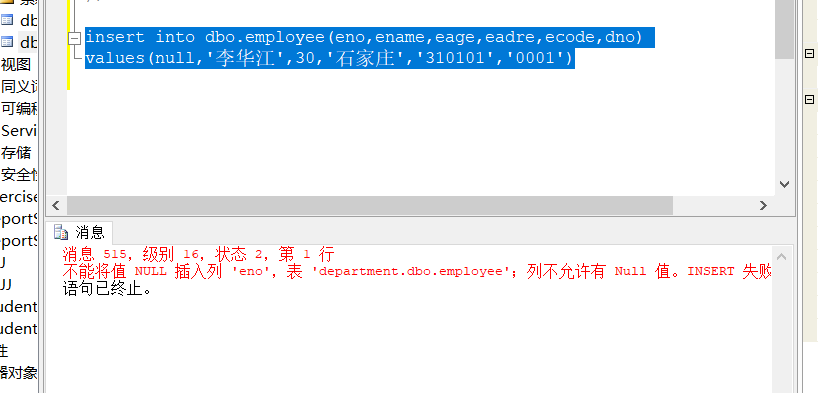 db
insert into dbo.employee(eno,ename,eage,eadre,ecode,dno)
db
values(null,'李华江',30,'石家庄','310101','0001')
视图
同义词
可编程
Servi
存储
安全性
ercise
eportS
eportS
J
JJ
udent
udent
性
器对象
消息
消息 515，级别 16，状态 2，第 1 行
不能将值 NULL 插入列 'eno'，表 'department.dbo.employee'；列不允许有 Null 值。INSERT 失败
语句已终止。